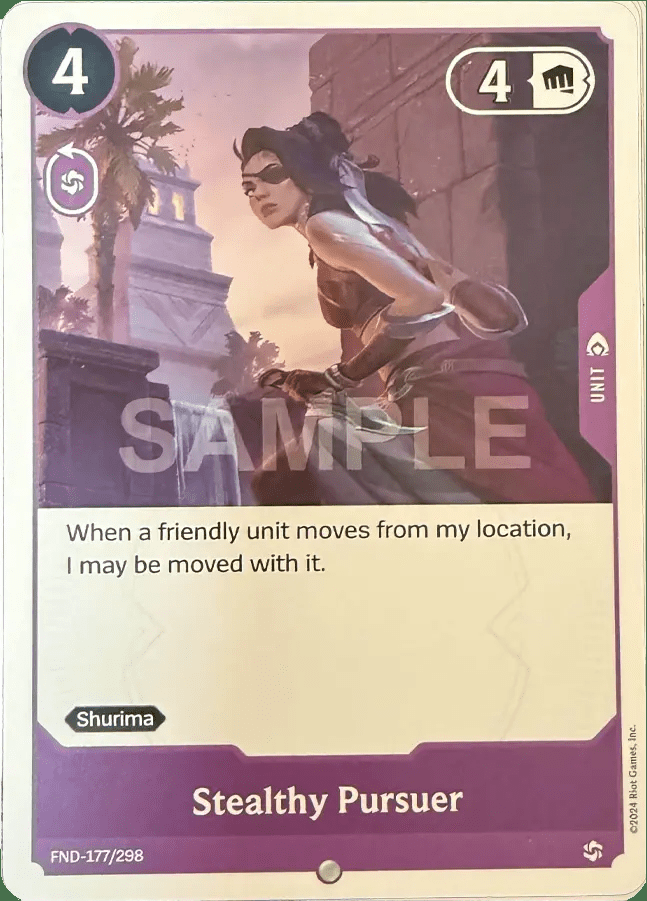 4
4
UNIT
SAMPLE
When a friendly unit moves from my location,
I may be moved with it.
Shurima
©2024 Riot Games, Inc.
Stealthy Pursuer
FND-177/298